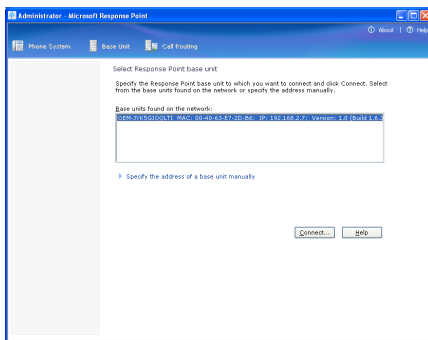 Administrator - Microsoft Response Point
About | Help
Phone System Base Unit Call Routing
Select Response Point base unit
Specify the Response Point base unit to which you want to connect and click Connect. Select
from the base units found on the network or specify the address manually.
Base units found on the network:
MAC: 00-40-63-E7-2D-B6; IP: 192.168.2.7; Version: 1.0 (Build 1.6.2
Specify the address of a base unit manually
Connect... Help